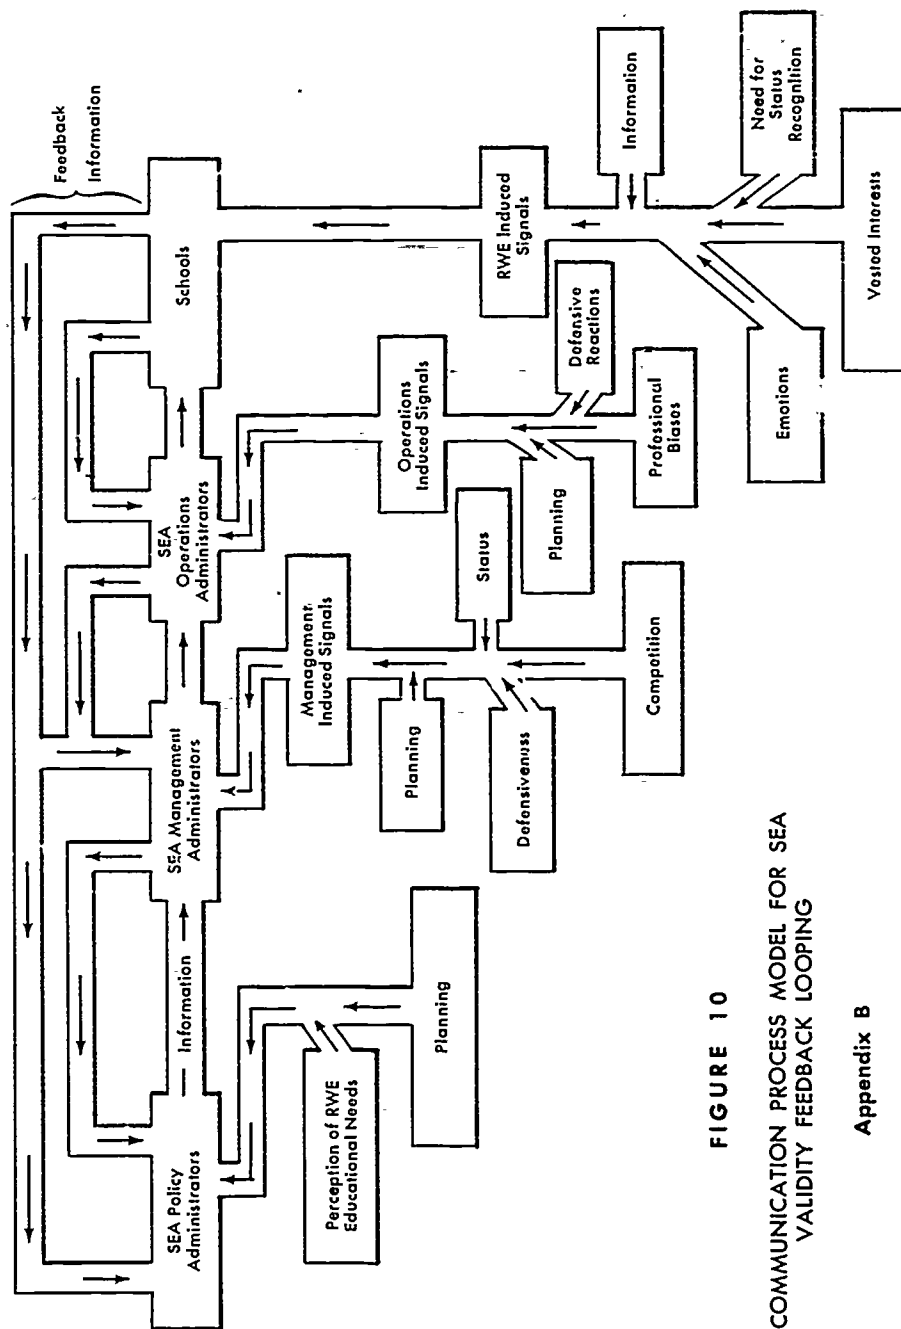 Feedback
Information
SEA Policy
Administrators
Information
SEA Management
Administrators
SEA
Operations
Administrators
Schools
Perception of RWE
Educational Needs
Planning
Management
Induced Signals
Planning
Status
Defensivenuss
Competition
Operations
Induced Signals
Defensive
Reactions
Planning
Professional
Biases
RWE Induced
Signals
Information
Need for
Status
Recognition
Emotions
Vested Interests
FIGURE 10
COMMUNICATION PROCESS MODEL FOR SEA
VALIDITY FEEDBACK LOOPING
Appendix B